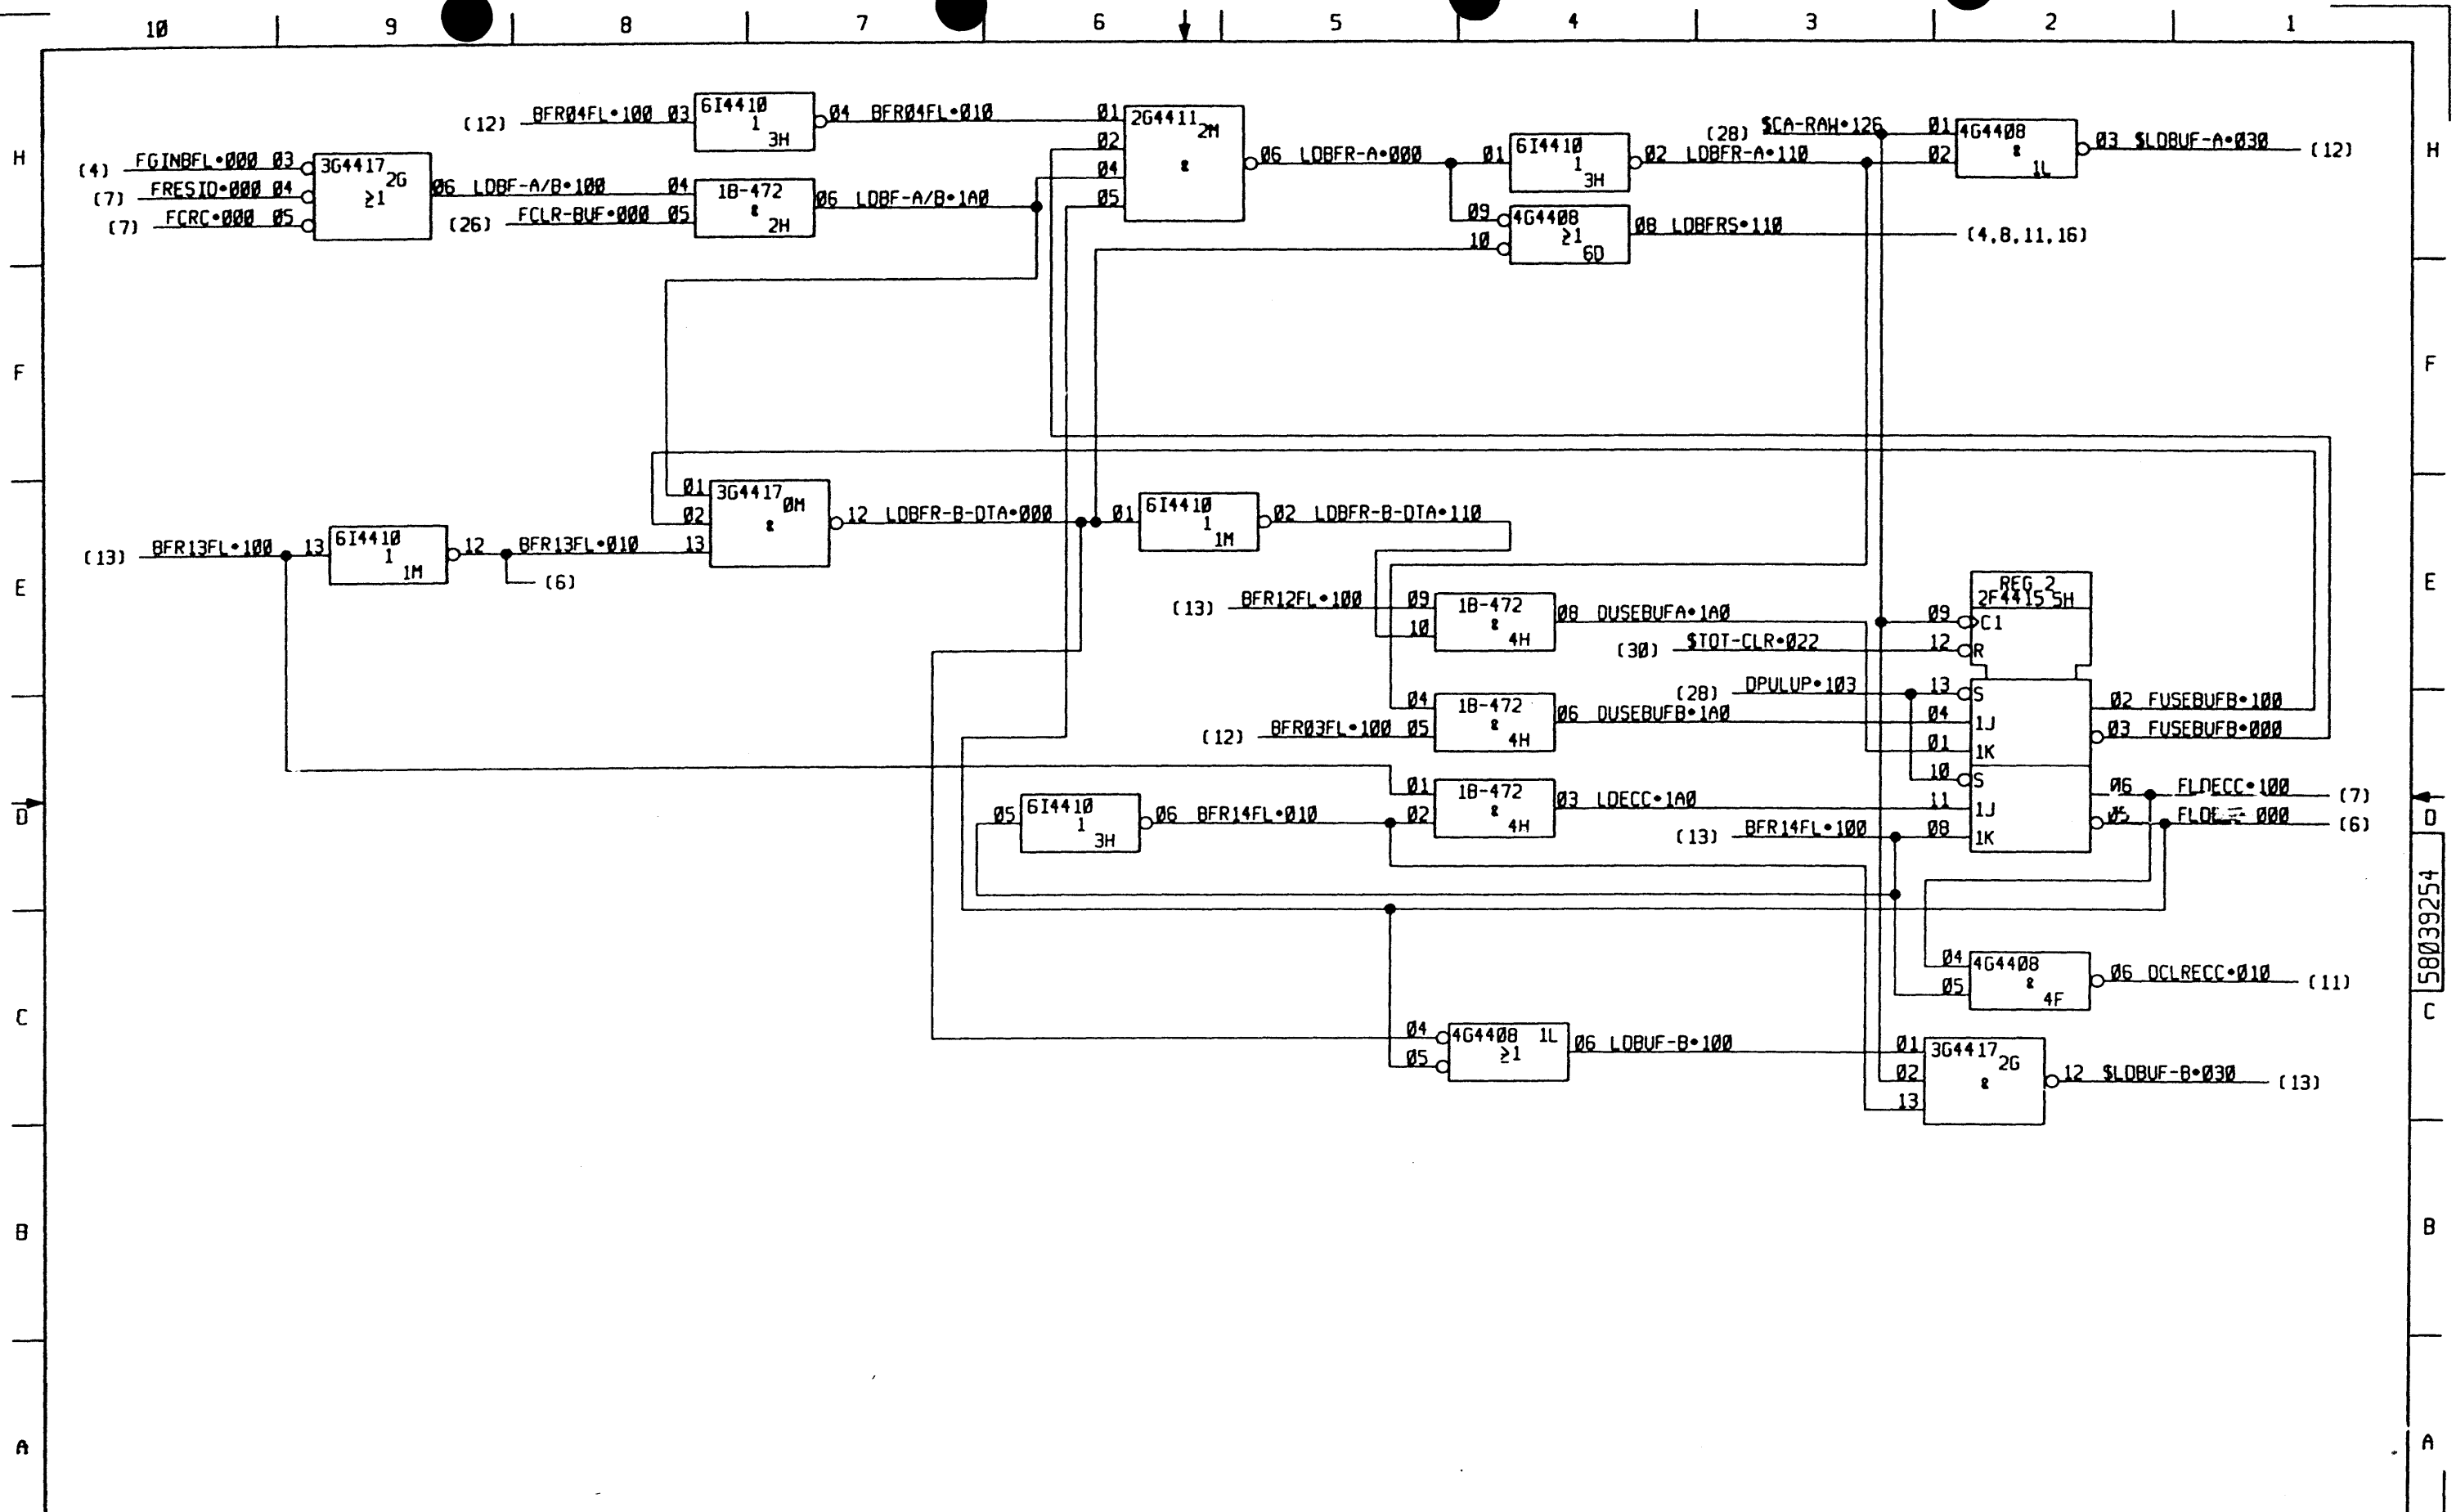 10 9 8 7 6 5 4 3 2 1
H H
(12) BFR04FL•100 03 6I4410 1 3H 04 BFR04FL•010 01 2G4411 2M
02
& 04
05
06 LDBFR-A•000 01 6I4410 1 3H 02 LDBFR-A•110
(28) $CA-RAW•126 01 4G4408 & 1L 03 $LDBUF-A•030 (12)
02
(4) FGINBFL•000 03 3G4417 2G ≥1
(7) FRESID•000 04
(7) FCRC•000 05
06 LDBF-A/B•100 04 1B-472 & 2H 06 LDBF-A/B•1A0
(26) FCLR-BUF•000 05
09 4G4408 ≥1 6D 08 LDBFRS•110 (4,8,11,16)
10
F F
01 3G4417 0M & 12 LDBFR-B-DTA•000 01 6I4410 1 1M 02 LDBFR-B-DTA•110
02
13
(13) BFR13FL•100 13 6I4410 1 1M 12 BFR13FL•010
(6)
E E
(13) BFR12FL•100 09 1B-472 & 4H 08 DUSEBUFA•1A0
10
REG 2
2F4415 5H
09 C1
(30) $TOT-CLR•022 12 R
(28) DPULUP•103 13 S
04 1B-472 & 4H 06 DUSEBUFB•1A0 04 1J
(12) BFR03FL•100 05
01 1K
02 FUSEBUFB•100
03 FUSEBUFB•000
10 S
01 1B-472 & 4H 03 LDECC•1A0 11 1J
02
05 6I4410 1 3H 06 BFR14FL•010
(13) BFR14FL•100 08 1K
06 FLDECC•100 (7)
05 000 (6)
D D
58039254
04 4G4408 & 4F 06 DCLRECC•010 (11)
05
C C
04 4G4408 1L ≥1 06 LDBUF-B•100 01 3G4417 2G & 12 $LDBUF-B•030 (13)
05
02
13
B B
A A